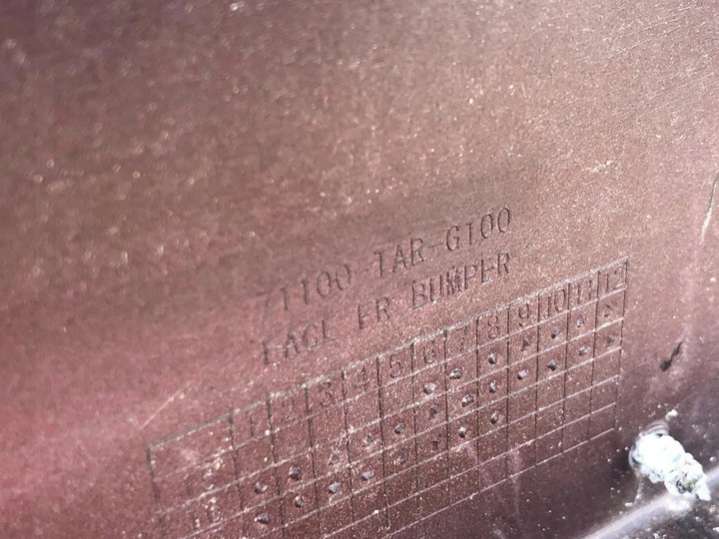 71100-TAR-G100
FACE FR BUMPER
1 2 3 4 5 6 7 8 9 10 11 12